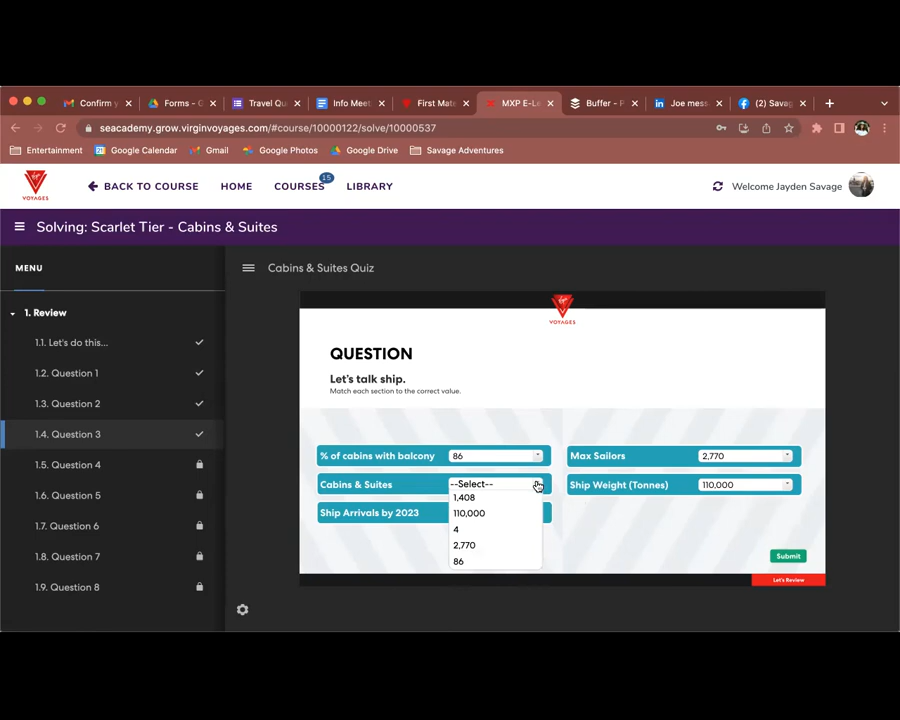 Confirm y
Forms - G
Travel Qu
Info Meet
First Mate
MXP E-Le
Buffer - P
Joe mess
(2) Savag
seacademy.grow.virginvoyages.com/#course/10000122/solve/10000537
Entertainment
Google Calendar
Gmail
Google Photos
Google Drive
Savage Adventures
VOYAGES
BACK TO COURSE
HOME
COURSES
15
LIBRARY
Welcome Jayden Savage
Solving: Scarlet Tier - Cabins & Suites
MENU
Cabins & Suites Quiz
1. Review
1.1. Let's do this...
1.2. Question 1
1.3. Question 2
1.4. Question 3
1.5. Question 4
1.6. Question 5
1.7. Question 6
1.8. Question 7
1.9. Question 8
VOYAGES
QUESTION
Let's talk ship.
Match each section to the correct value.
% of cabins with balcony 86
Max Sailors 2,770
Cabins & Suites --Select--
Ship Weight (Tonnes) 110,000
Ship Arrivals by 2023
1,408
110,000
4
2,770
86
Submit
Let's Review